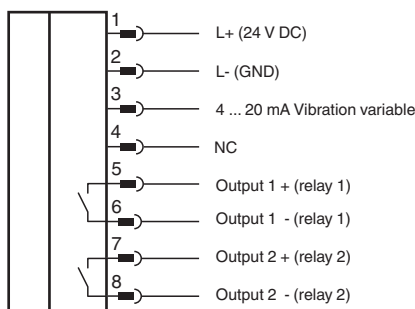 1 L+ (24 V DC)
2 L- (GND)
3 4 ... 20 mA Vibration variable
4 NC
5 Output 1 + (relay 1)
6 Output 1 - (relay 1)
7 Output 2 + (relay 2)
8 Output 2 - (relay 2)